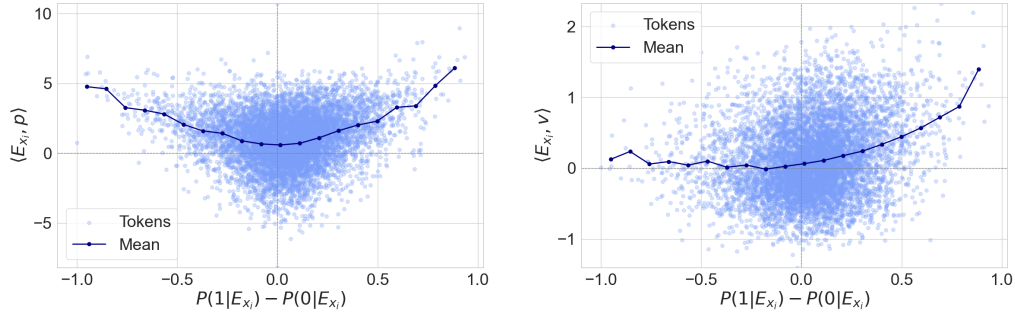 10
5
0
−5
⟨E_{x_i}, p⟩
Tokens
Mean
−1.0
−0.5
0.0
0.5
1.0
P(1|E_{x_i}) − P(0|E_{x_i})
2
1
0
−1
⟨E_{x_i}, v⟩
Tokens
Mean
−1.0
−0.5
0.0
0.5
1.0
P(1|E_{x_i}) − P(0|E_{x_i})